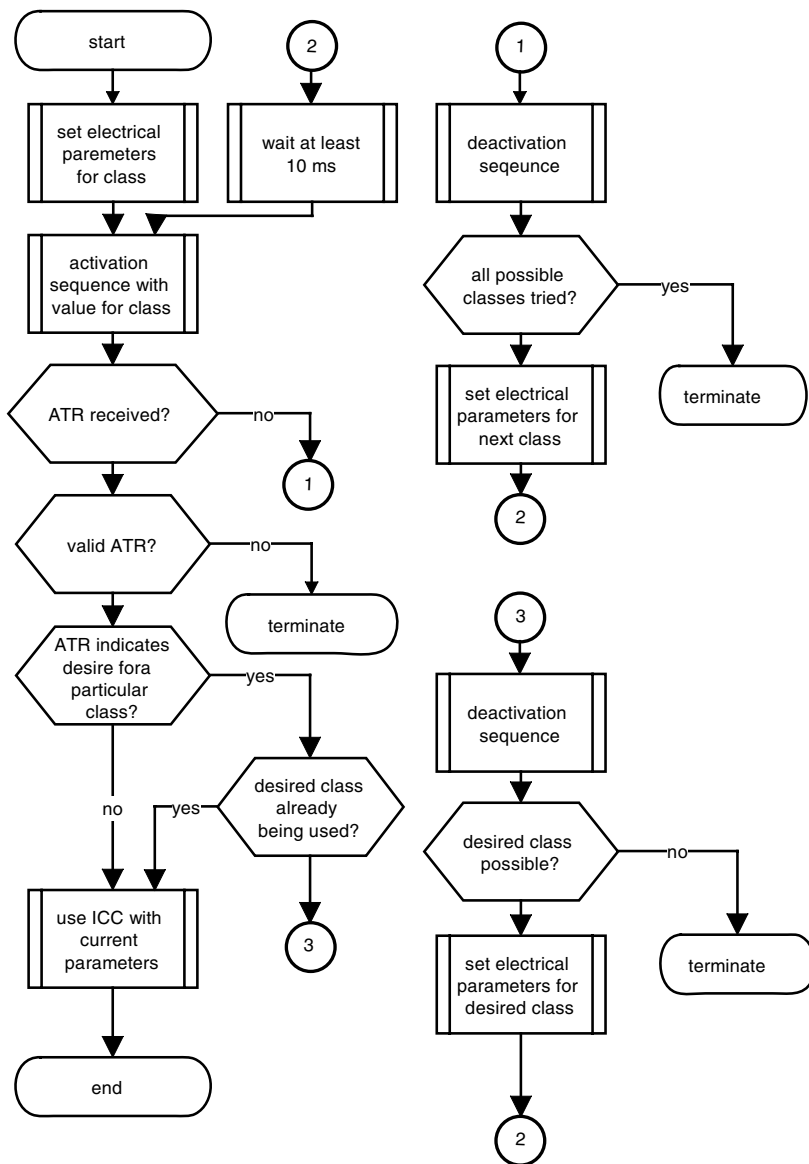 start
set electrical
paremeters
for class
2
wait at least
10 ms
activation
sequence with
value for class
ATR received?
no
1
valid ATR?
no
terminate
ATR indicates
desire fora
particular
class?
yes
no
desired class
already
being used?
yes
3
use ICC with
current
parameters
end
1
deactivation
seqeunce
all possible
classes tried?
yes
terminate
set electrical
parameters for
next class
2
3
deactivation
sequence
desired class
possible?
no
terminate
set electrical
parameters for
desired class
2